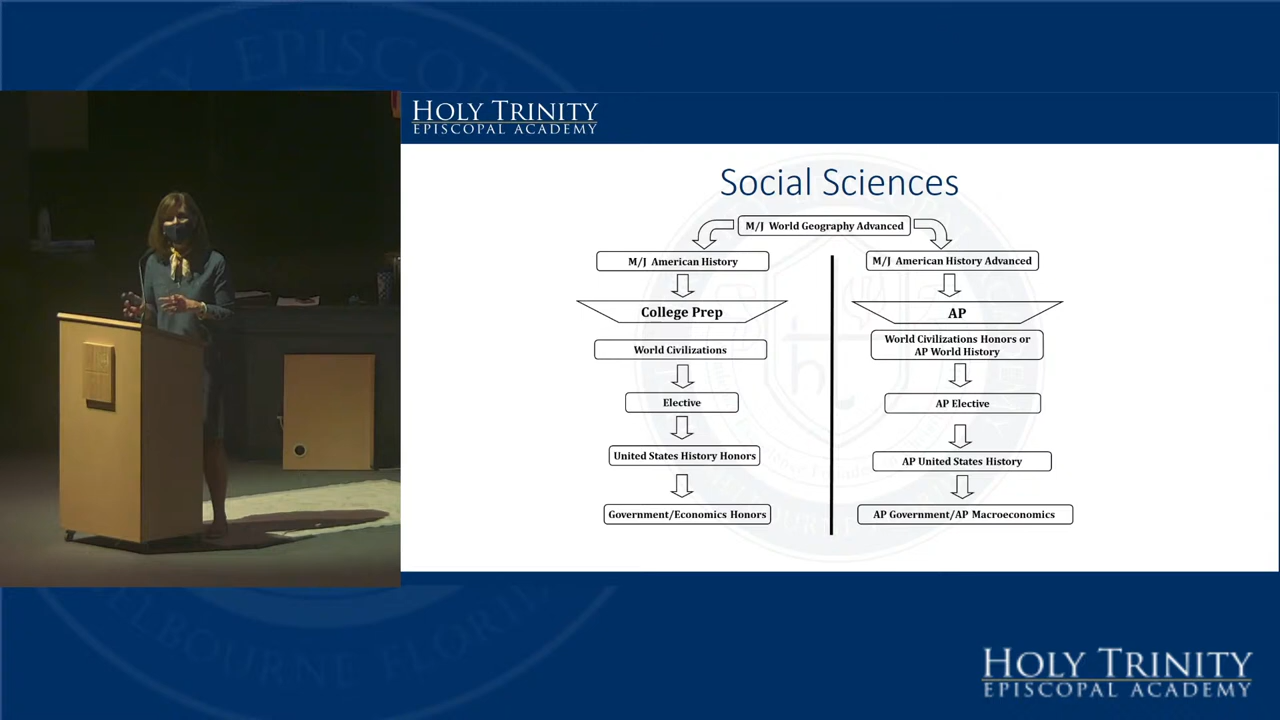 HOLY TRINITY
EPISCOPAL ACADEMY
Social Sciences
M/J World Geography Advanced
M/J American History
College Prep
World Civilizations
Elective
United States History Honors
Government/Economics Honors
M/J American History Advanced
AP
World Civilizations Honors or
AP World History
AP Elective
AP United States History
AP Government/AP Macroeconomics
HOLY TRINITY
EPISCOPAL ACADEMY
MELBOURNE FLORIDA